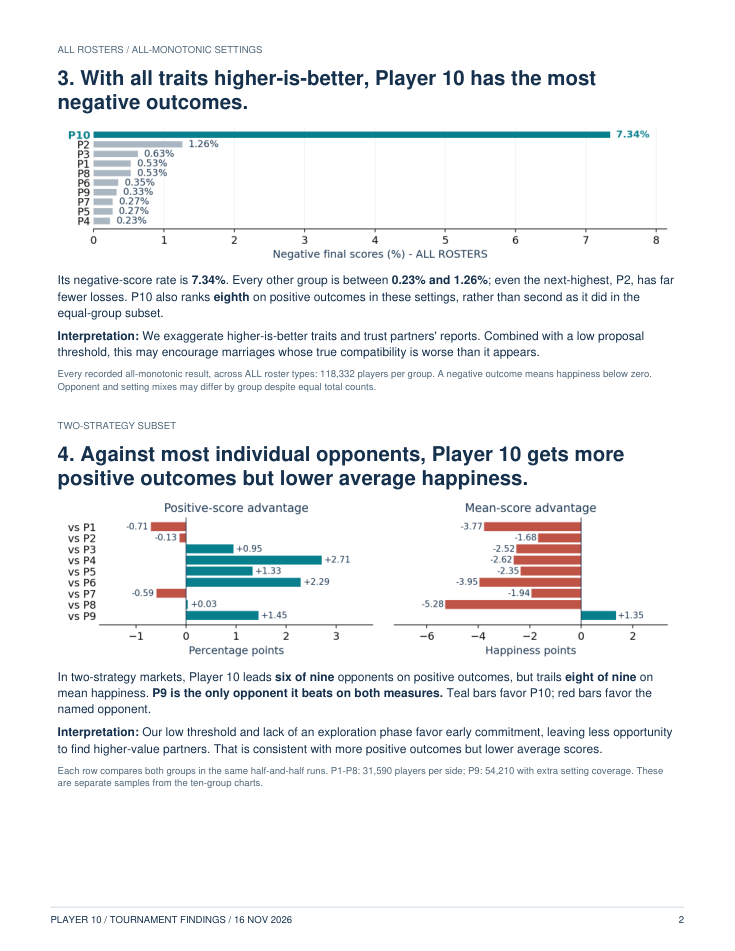 ALL ROSTERS / ALL-MONOTONIC SETTINGS
3. With all traits higher-is-better, Player 10 has the most
negative outcomes.
P10 7.34%
P2 1.26%
P3 0.63%
P1 0.53%
P8 0.53%
P6 0.35%
P9 0.33%
P7 0.27%
P5 0.27%
P4 0.23%
0 1 2 3 4 5 6 7 8
Negative final scores (%) - ALL ROSTERS
Its negative-score rate is 7.34%. Every other group is between 0.23% and 1.26%; even the next-highest, P2, has far
fewer losses. P10 also ranks eighth on positive outcomes in these settings, rather than second as it did in the
equal-group subset.
Interpretation: We exaggerate higher-is-better traits and trust partners' reports. Combined with a low proposal
threshold, this may encourage marriages whose true compatibility is worse than it appears.
Every recorded all-monotonic result, across ALL roster types: 118,332 players per group. A negative outcome means happiness below zero.
Opponent and setting mixes may differ by group despite equal total counts.
TWO-STRATEGY SUBSET
4. Against most individual opponents, Player 10 gets more
positive outcomes but lower average happiness.
Positive-score advantage
vs P1 -0.71
vs P2 -0.13
vs P3 +0.95
vs P4 +2.71
vs P5 +1.33
vs P6 +2.29
vs P7 -0.59
vs P8 +0.03
vs P9 +1.45
−1 0 1 2 3
Percentage points
Mean-score advantage
-3.77
-1.68
-2.52
-2.62
-2.35
-3.95
-1.94
-5.28
+1.35
−6 −4 −2 0 2
Happiness points
In two-strategy markets, Player 10 leads six of nine opponents on positive outcomes, but trails eight of nine on
mean happiness. P9 is the only opponent it beats on both measures. Teal bars favor P10; red bars favor the
named opponent.
Interpretation: Our low threshold and lack of an exploration phase favor early commitment, leaving less opportunity
to find higher-value partners. That is consistent with more positive outcomes but lower average scores.
Each row compares both groups in the same half-and-half runs. P1-P8: 31,590 players per side; P9: 54,210 with extra setting coverage. These
are separate samples from the ten-group charts.
PLAYER 10 / TOURNAMENT FINDINGS / 16 NOV 2026
2